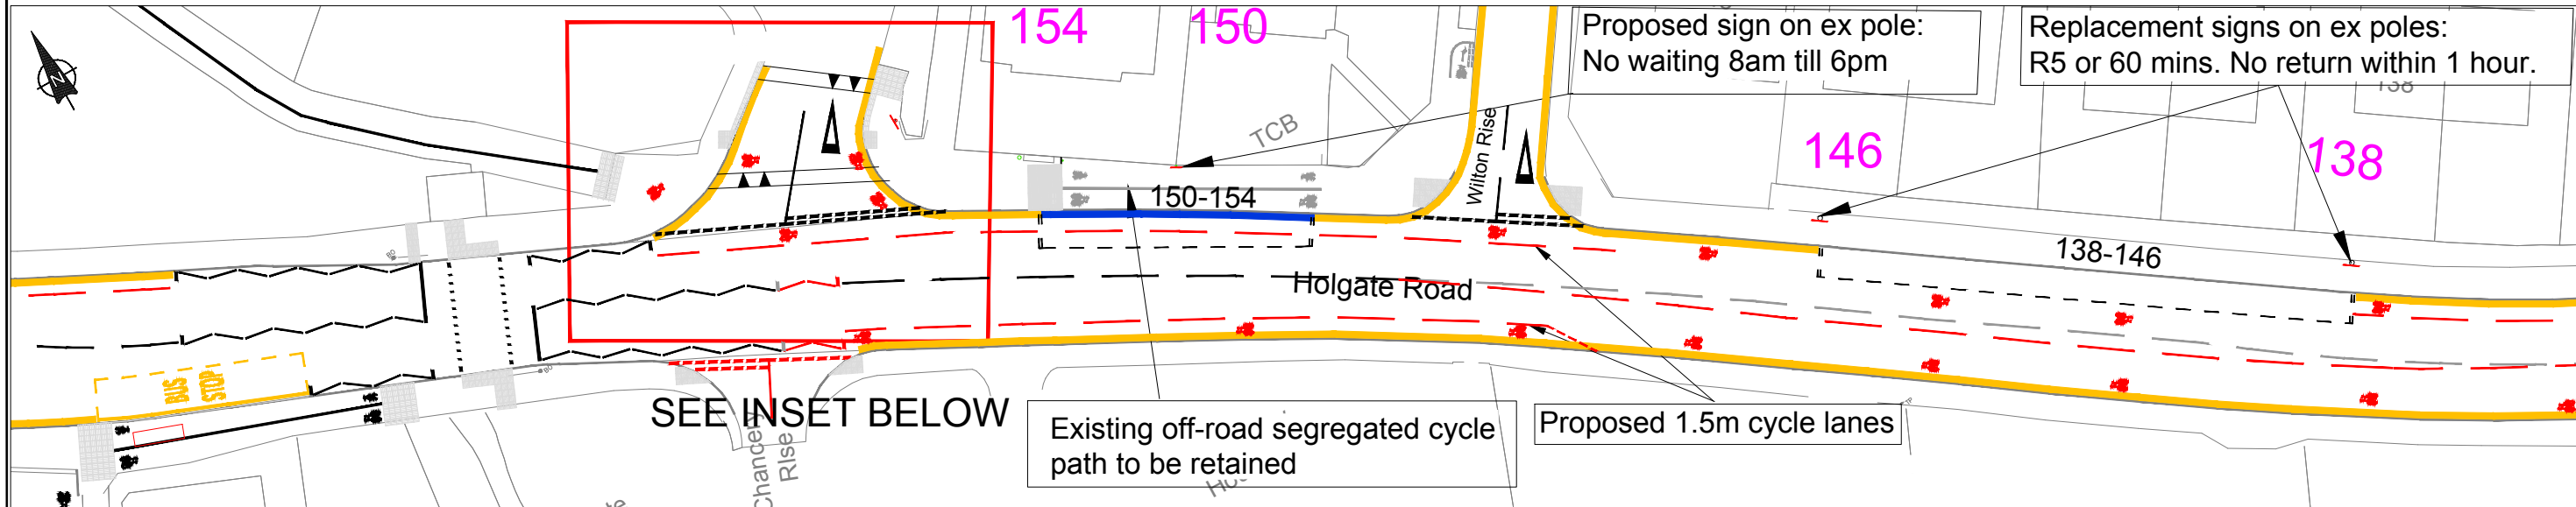 154
150
Proposed sign on ex pole:
No waiting 8am till 6pm
Replacement signs on ex poles:
R5 or 60 mins. No return within 1 hour.
138
N
TCB
Wilton Rise
146
138
150-154
138-146
Holgate Road
BUS
STOP
SEE INSET BELOW
Chancery
RIse
Existing off-road segregated cycle
path to be retained
Proposed 1.5m cycle lanes